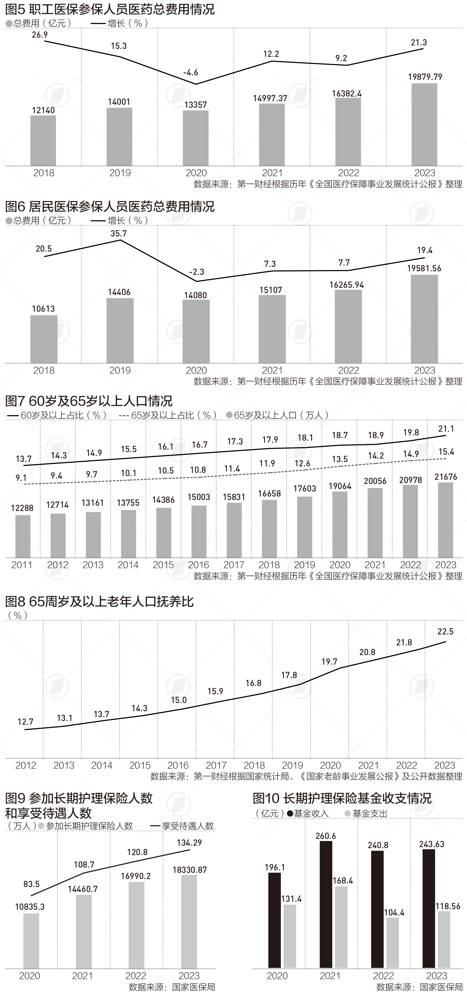 图5 职工医保参保人员医药总费用情况
总费用（亿元） 增长（%）
26.9 15.3 -4.6 12.2 9.2 21.3
12140 14001 13357 14997.37 16382.4 19879.79
2018 2019 2020 2021 2022 2023
数据来源：第一财经根据历年《全国医疗保障事业发展统计公报》整理
图6 居民医保参保人员医药总费用情况
总费用（亿元） 增长（%）
20.5 35.7 -2.3 7.3 7.7 19.4
10613 14406 14080 15107 16265.94 19581.56
2018 2019 2020 2021 2022 2023
数据来源：第一财经根据历年《全国医疗保障事业发展统计公报》整理
图7 60岁及65岁以上人口情况
60岁及以上占比（%） 65岁及以上占比（%） 65岁及以上人口（万人）
13.7 14.3 14.9 15.5 16.1 16.7 17.3 17.9 18.1 18.7 18.9 19.8 21.1
9.1 9.4 9.7 10.1 10.5 10.8 11.4 11.9 12.6 13.5 14.2 14.9 15.4
12288 12714 13161 13755 14386 15003 15831 16658 17603 19064 20056 20978 21676
2011 2012 2013 2014 2015 2016 2017 2018 2019 2020 2021 2022 2023
数据来源：第一财经根据历年《全国医疗保障事业发展统计公报》整理
图8 65周岁及以上老年人口抚养比
（%）
12.7 13.1 13.7 14.3 15.0 15.9 16.8 17.8 19.7 20.8 21.8 22.5
2012 2013 2014 2015 2016 2017 2018 2019 2020 2021 2022 2023
数据来源：第一财经根据国家统计局、《国家老龄事业发展公报》及公开数据整理
图9 参加长期护理保险人数
和享受待遇人数
（万人） 参加长期护理保险人数 享受待遇人数
83.5 108.7 120.8 134.29
10835.3 14460.7 16990.2 18330.87
2020 2021 2022 2023
数据来源：国家医保局
图10 长期护理保险基金收支情况
（亿元） 基金收入 基金支出
196.1 260.6 240.8 243.63
131.4 168.4 104.4 118.56
2020 2021 2022 2023
数据来源：国家医保局